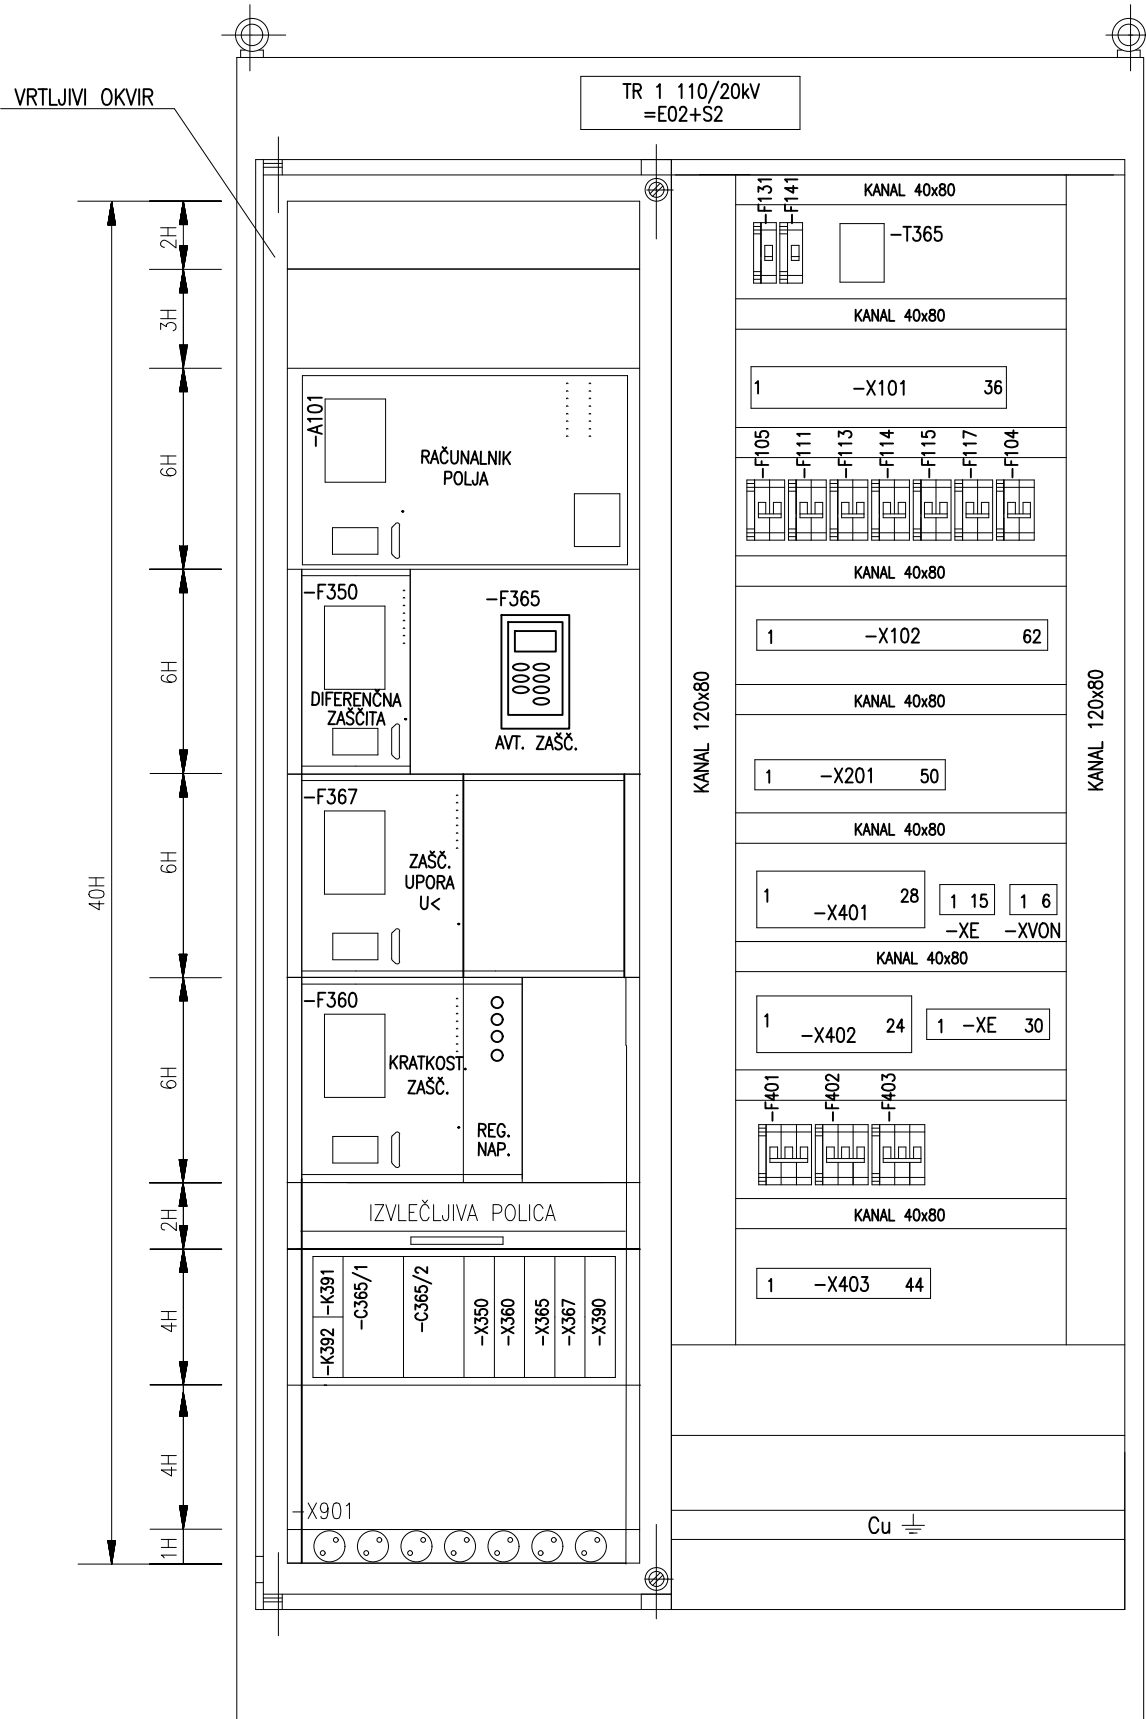 VRTLJIVI OKVIR
TR 1 110/20kV
=E02+S2
40H
2H
3H
6H
6H
6H
6H
2H
4H
4H
1H
-A101
RAČUNALNIK
POLJA
-F350
DIFERENČNA
ZAŠČITA
-F365
AVT. ZAŠČ.
-F367
ZAŠČ.
UPORA
U<
-F360
KRATKOST.
ZAŠČ.
REG.
NAP.
IZVLEČLJIVA POLICA
-K391
-K392
-C365/1
-C365/2
-X350
-X360
-X365
-X367
-X390
-X901
KANAL 120x80
KANAL 40x80
-F131
-F141
-T365
KANAL 40x80
1 -X101 36
-F105
-F111
-F113
-F114
-F115
-F117
-F104
KANAL 40x80
1 -X102 62
KANAL 40x80
1 -X201 50
KANAL 40x80
1 -X401 28
1 15
-XE
1 6
-XVON
KANAL 40x80
1 -X402 24
1 -XE 30
-F401
-F402
-F403
KANAL 40x80
1 -X403 44
KANAL 120x80
Cu